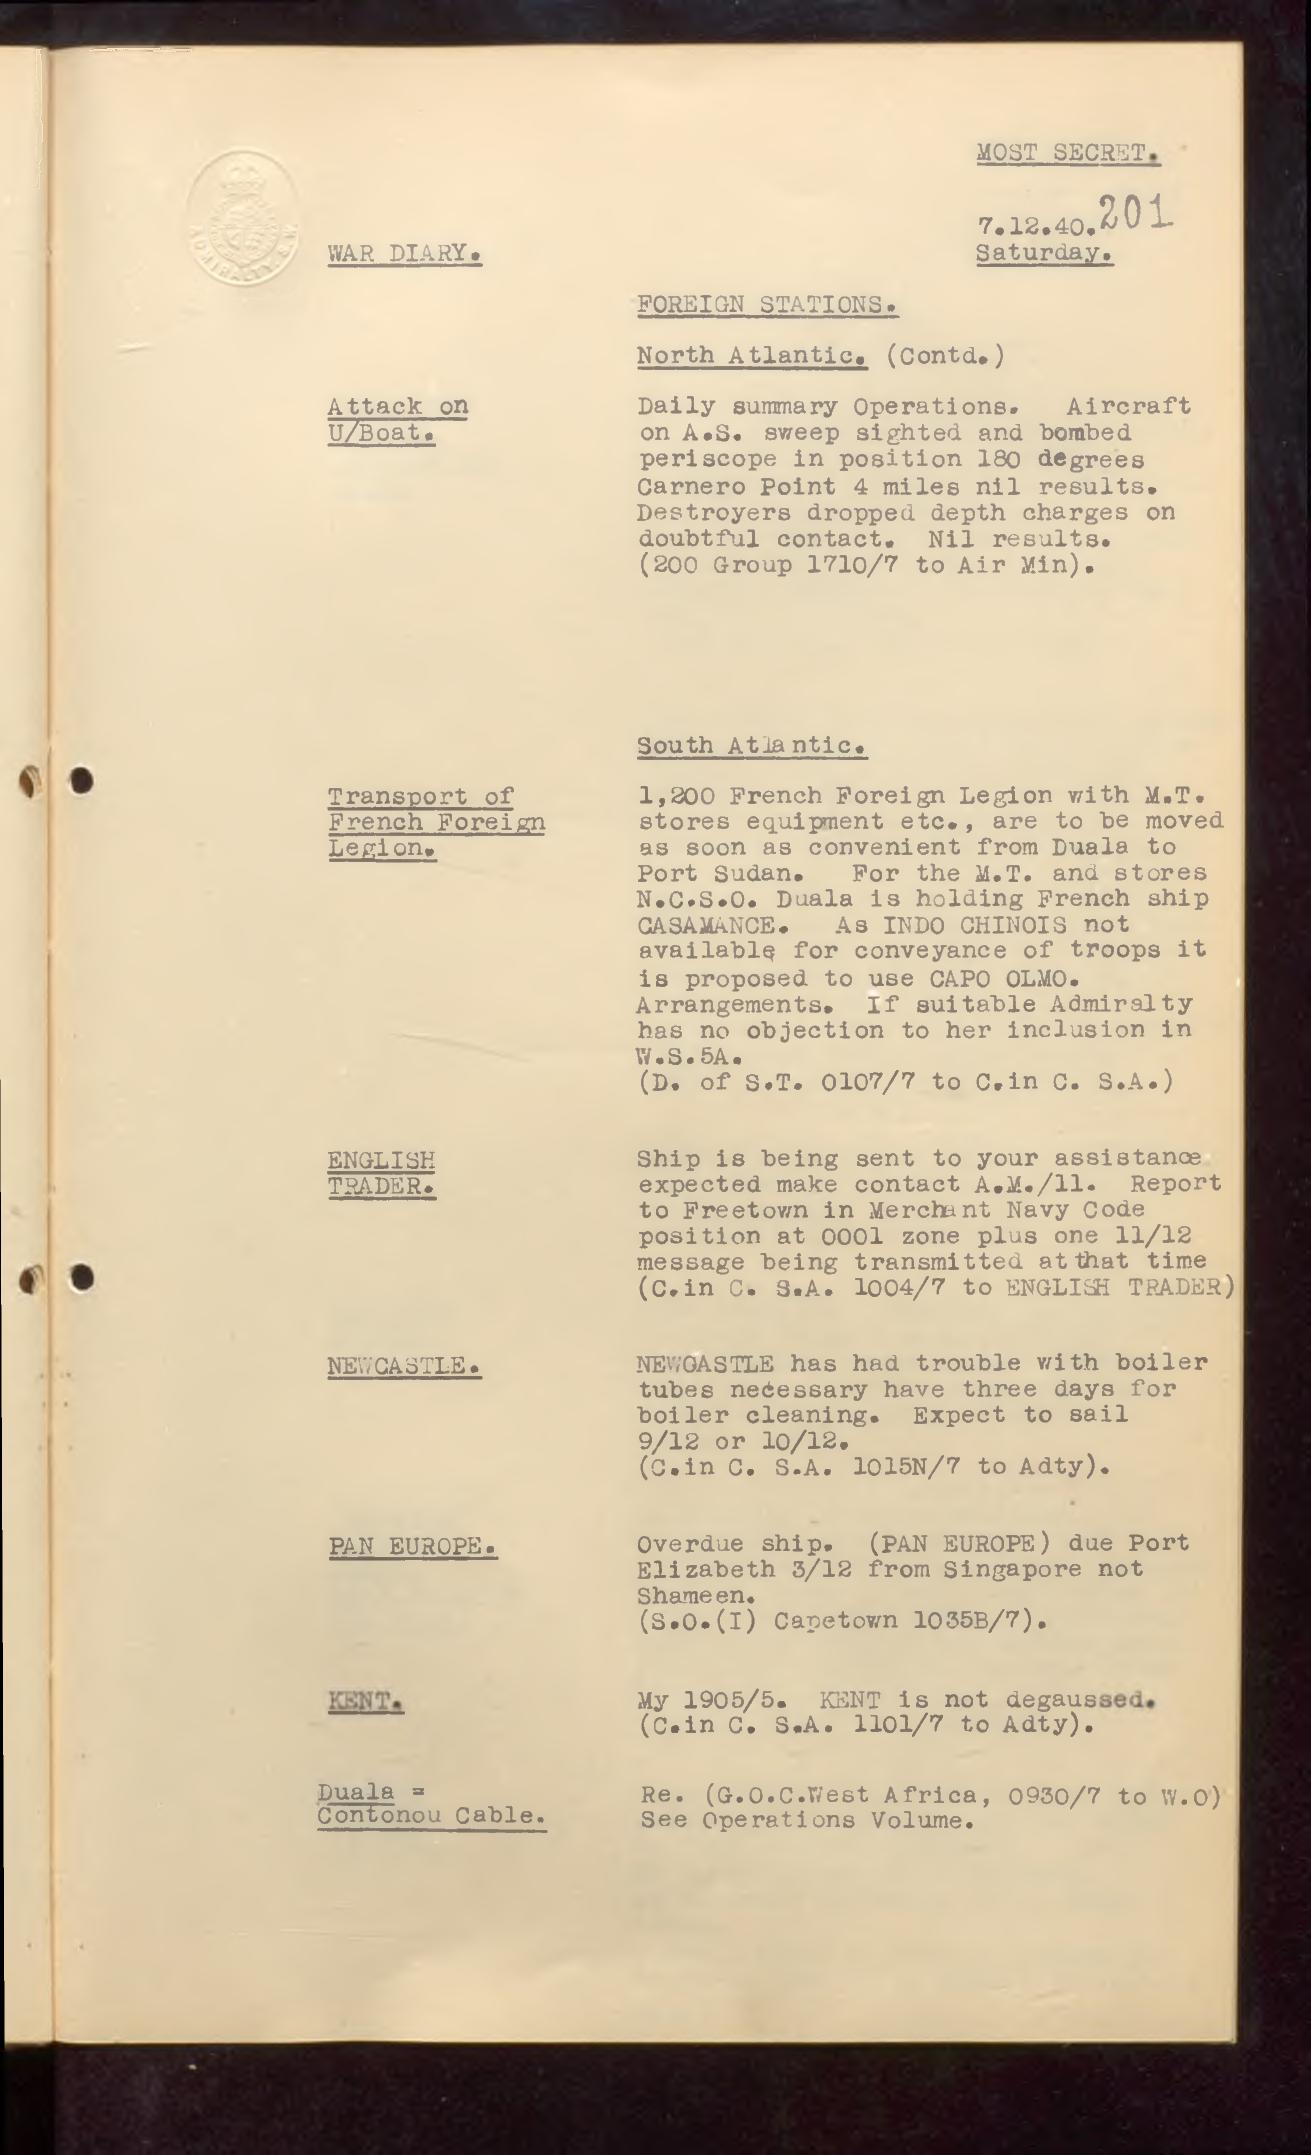 MOST SECRET.
7.12.40. 201
WAR DIARY.
Saturday.
FOREIGN STATIONS.
North Atlantic. (Contd.)
Attack on
U/Boat.
Daily summary Operations. Aircraft
on A.S. sweep sighted and bombed
periscope in position 180 degrees
Carnero Point 4 miles nil results.
Destroyers dropped depth charges on
doubtful contact. Nil results.
(200 Group 1710/7 to Air Min).
South Atlantic.
Transport of
French Foreign
Legion.
1,200 French Foreign Legion with M.T.
stores equipment etc., are to be moved
as soon as convenient from Duala to
Port Sudan. For the M.T. and stores
N.C.S.O. Duala is holding French ship
CASAMANCE. As INDO CHINOIS not
available for conveyance of troops it
is proposed to use CAPO OLMO.
Arrangements. If suitable Admiralty
has no objection to her inclusion in
W.S.5A.
(D. of S.T. 0107/7 to C.in C. S.A.)
ENGLISH
TRADER.
Ship is being sent to your assistance
expected make contact A.M./11. Report
to Freetown in Merchant Navy Code
position at 0001 zone plus one 11/12
message being transmitted at that time
(C.in C. S.A. 1004/7 to ENGLISH TRADER)
NEWCASTLE.
NEWCASTLE has had trouble with boiler
tubes necessary have three days for
boiler cleaning. Expect to sail
9/12 or 10/12.
(C.in C. S.A. 1015N/7 to Adty).
PAN EUROPE.
Overdue ship. (PAN EUROPE) due Port
Elizabeth 3/12 from Singapore not
Shameen.
(S.O.(I) Capetown 1035B/7).
KENT.
My 1905/5. KENT is not degaussed.
(C.in C. S.A. 1101/7 to Adty).
Duala =
Contonou Cable.
Re. (G.O.C.West Africa, 0930/7 to W.O)
See Operations Volume.
ADMIRALTY. S.W.